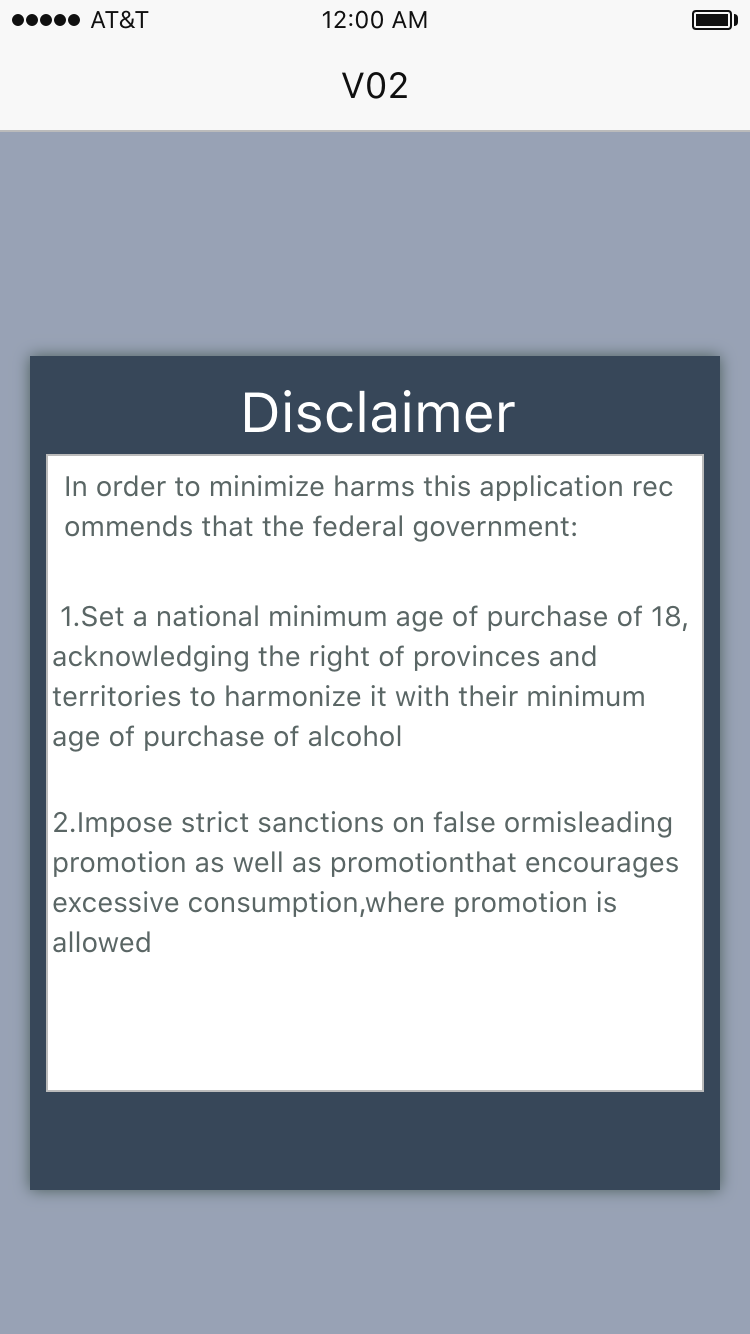 AT&T 12:00 AM
V02
Disclaimer
In order to minimize harms this application rec
ommends that the federal government:
1.Set a national minimum age of purchase of 18,
acknowledging the right of provinces and
territories to harmonize it with their minimum
age of purchase of alcohol
2.Impose strict sanctions on false ormisleading
promotion as well as promotionthat encourages
excessive consumption,where promotion is
allowed